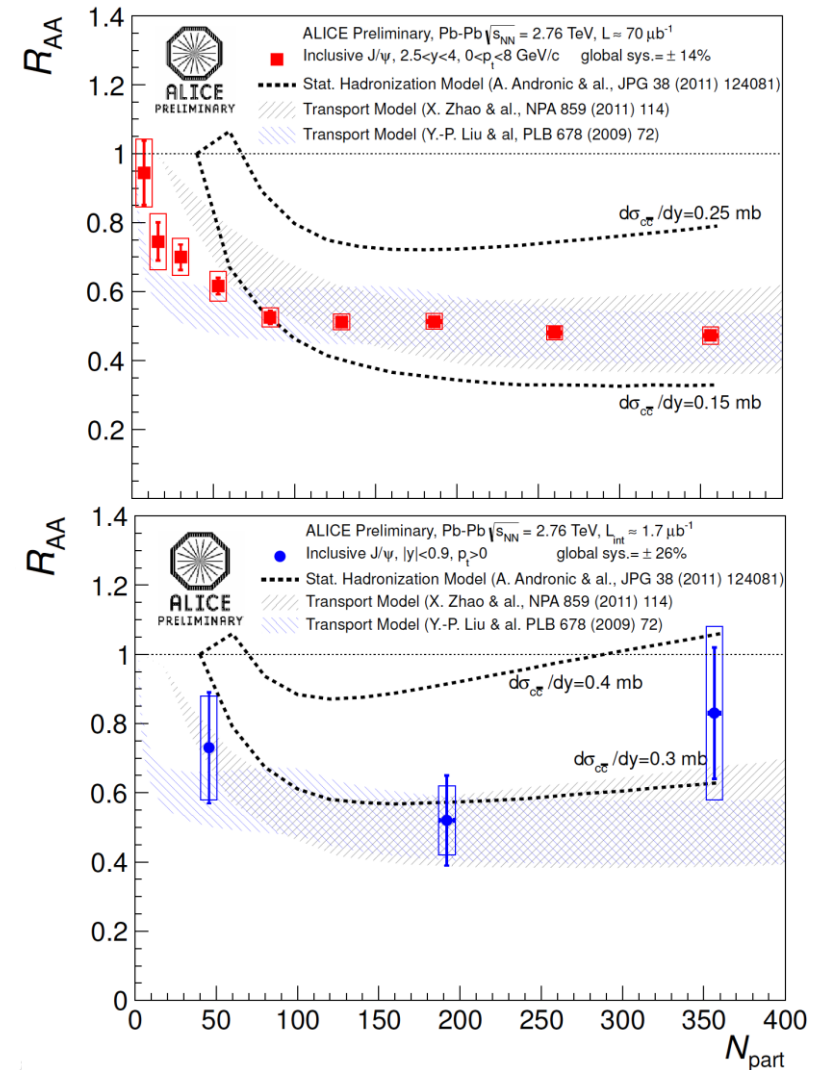 R_AA
1.4
1.2
1
0.8
0.6
0.4
0.2
ALICE
PRELIMINARY
ALICE Preliminary, Pb-Pb √s_NN = 2.76 TeV, L ≈ 70 μb⁻¹
Inclusive J/ψ, 2.5<y<4, 0<p_t<8 GeV/c global sys.= ± 14%
Stat. Hadronization Model (A. Andronic & al., JPG 38 (2011) 124081)
Transport Model (X. Zhao & al., NPA 859 (2011) 114)
Transport Model (Y.-P. Liu & al, PLB 678 (2009) 72)
dσ_cc̅ /dy=0.25 mb
dσ_cc̅ /dy=0.15 mb
R_AA
1.4
1.2
1
0.8
0.6
0.4
0.2
0
ALICE
PRELIMINARY
ALICE Preliminary, Pb-Pb √s_NN = 2.76 TeV, L_int ≈ 1.7 μb⁻¹
Inclusive J/ψ, |y|<0.9, p_t>0 global sys.= ± 26%
Stat. Hadronization Model (A. Andronic & al., JPG 38 (2011) 124081)
Transport Model (X. Zhao & al., NPA 859 (2011) 114)
Transport Model (Y.-P. Liu & al. PLB 678 (2009) 72)
dσ_cc̅ /dy=0.4 mb
dσ_cc̅ /dy=0.3 mb
0 50 100 150 200 250 300 350 400
N_part